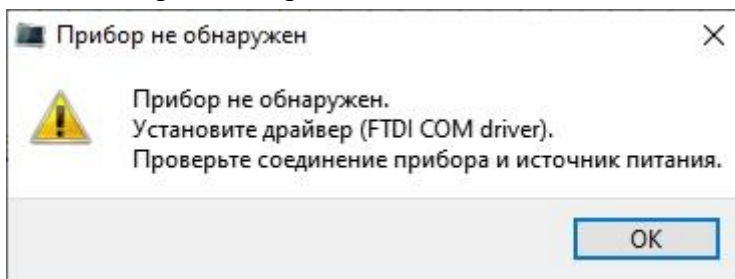 Прибор не обнаружен
Прибор не обнаружен.
Установите драйвер (FTDI COM driver).
Проверьте соединение прибора и источник питания.
OK